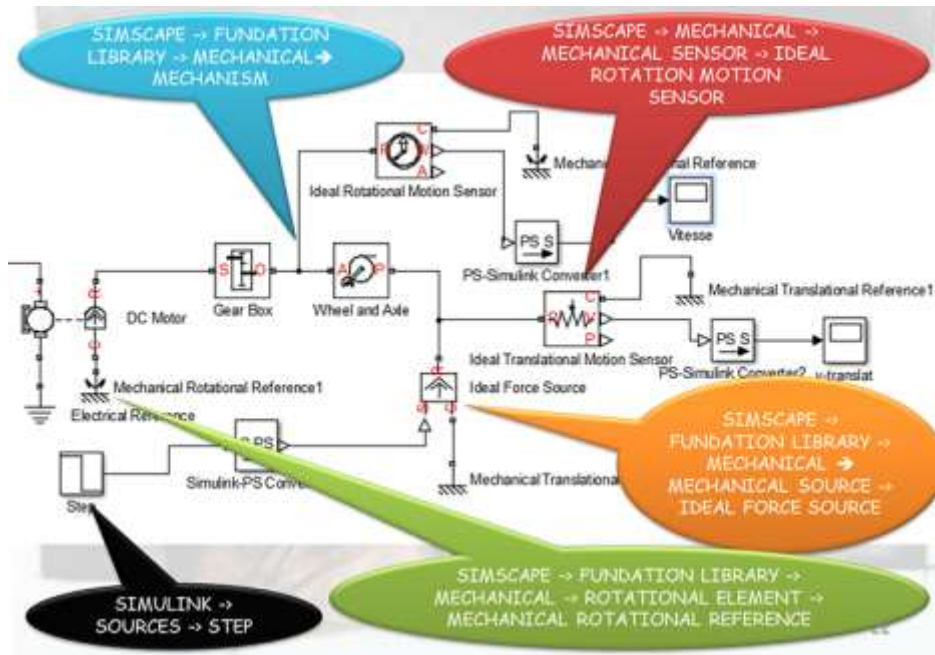 SIMSCAPE -> FUNDATION
LIBRARY -> MECHANICAL→
MECHANISM
SIMSCAPE -> MECHANICAL ->
MECHANICAL SENSOR -> IDEAL
ROTATION MOTION
SENSOR
R
C
W
A
Ideal Rotational Motion Sensor
Mechan
nal Reference
Vitesse
PS S
PS-Simulink Converter1
S
O
Gear Box
A
P
Wheel and Axle
DC Motor
Mechanical Translational Reference1
R
C
V
P
Ideal Translational Motion Sensor
PS S
PS-Simulink Converter2
v-translat
Mechanical Rotational Reference1
Electrical Reference
Ideal Force Source
S PS
Simulink-PS Conve
Step
Mechanical Translational
SIMSCAPE ->
FUNDATION LIBRARY ->
MECHANICAL →
MECHANICAL SOURCE ->
IDEAL FORCE SOURCE
SIMSCAPE -> FUNDATION LIBRARY ->
MECHANICAL -> ROTATIONAL ELEMENT ->
MECHANICAL ROTATIONAL REFERENCE
SIMULINK ->
SOURCES -> STEP